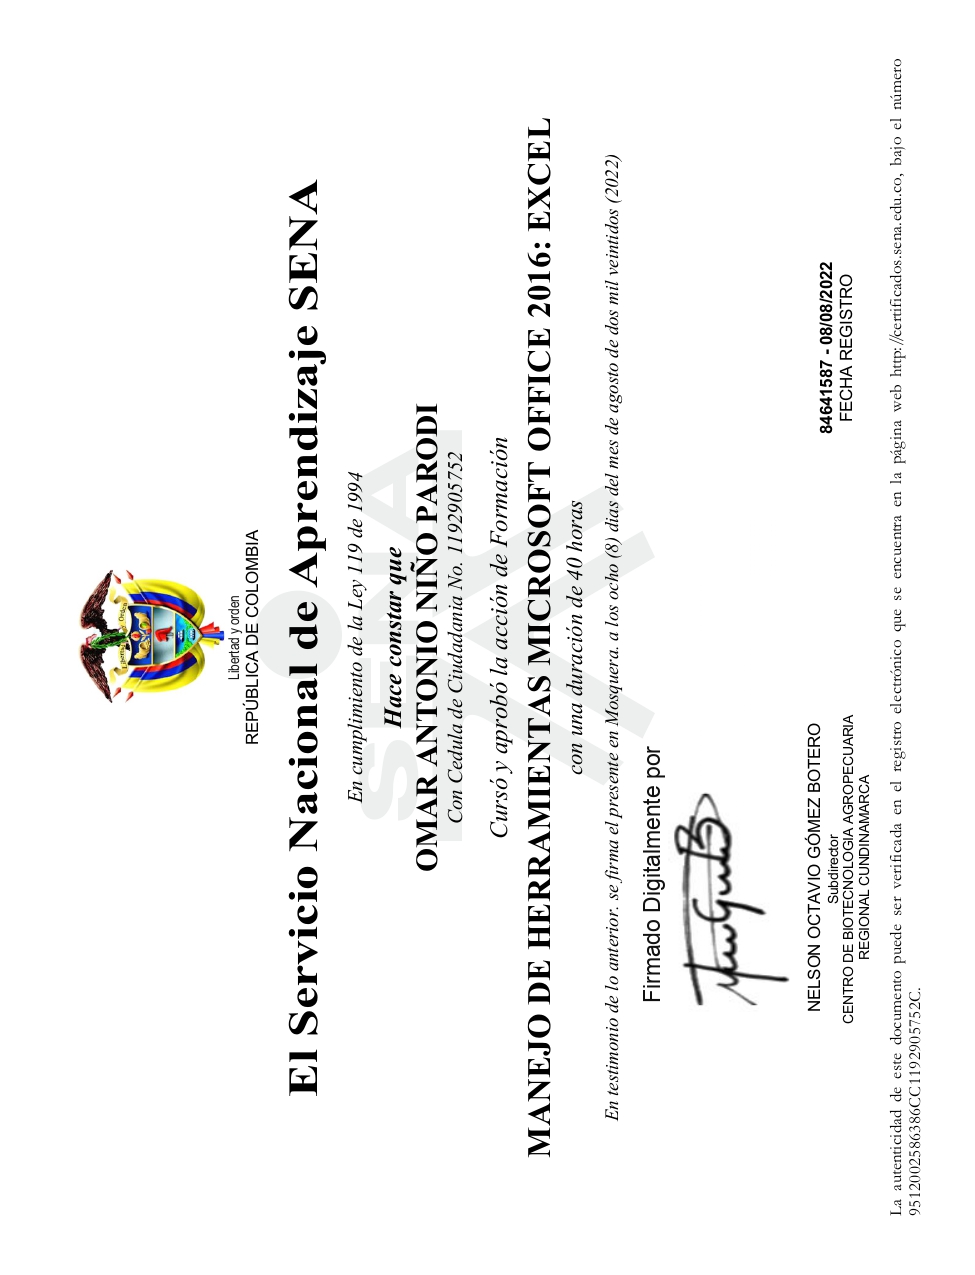 Libertad y Orden
Libertad y orden
REPÚBLICA DE COLOMBIA
El Servicio Nacional de Aprendizaje SENA
En cumplimiento de la Ley 119 de 1994
SENA
Hace constar que
OMAR ANTONIO NIÑO PARODI
Con Cedula de Ciudadania No. 1192905752
Cursó y aprobó la acción de Formación
MANEJO DE HERRAMIENTAS MICROSOFT OFFICE 2016: EXCEL
con una duración de 40 horas
En testimonio de lo anterior. se firma el presente en Mosquera. a los ocho (8) dias del mes de agosto de dos mil veintidos (2022)
Firmado Digitalmente por
NELSON OCTAVIO GÓMEZ BOTERO
Subdirector
CENTRO DE BIOTECNOLOGIA AGROPECUARIA
REGIONAL CUNDINAMARCA
84641587 - 08/08/2022
FECHA REGISTRO
La autenticidad de este documento puede ser verificada en el registro electrónico que se encuentra en la página web http://certificados.sena.edu.co, bajo el número
9512002586386CC1192905752C.